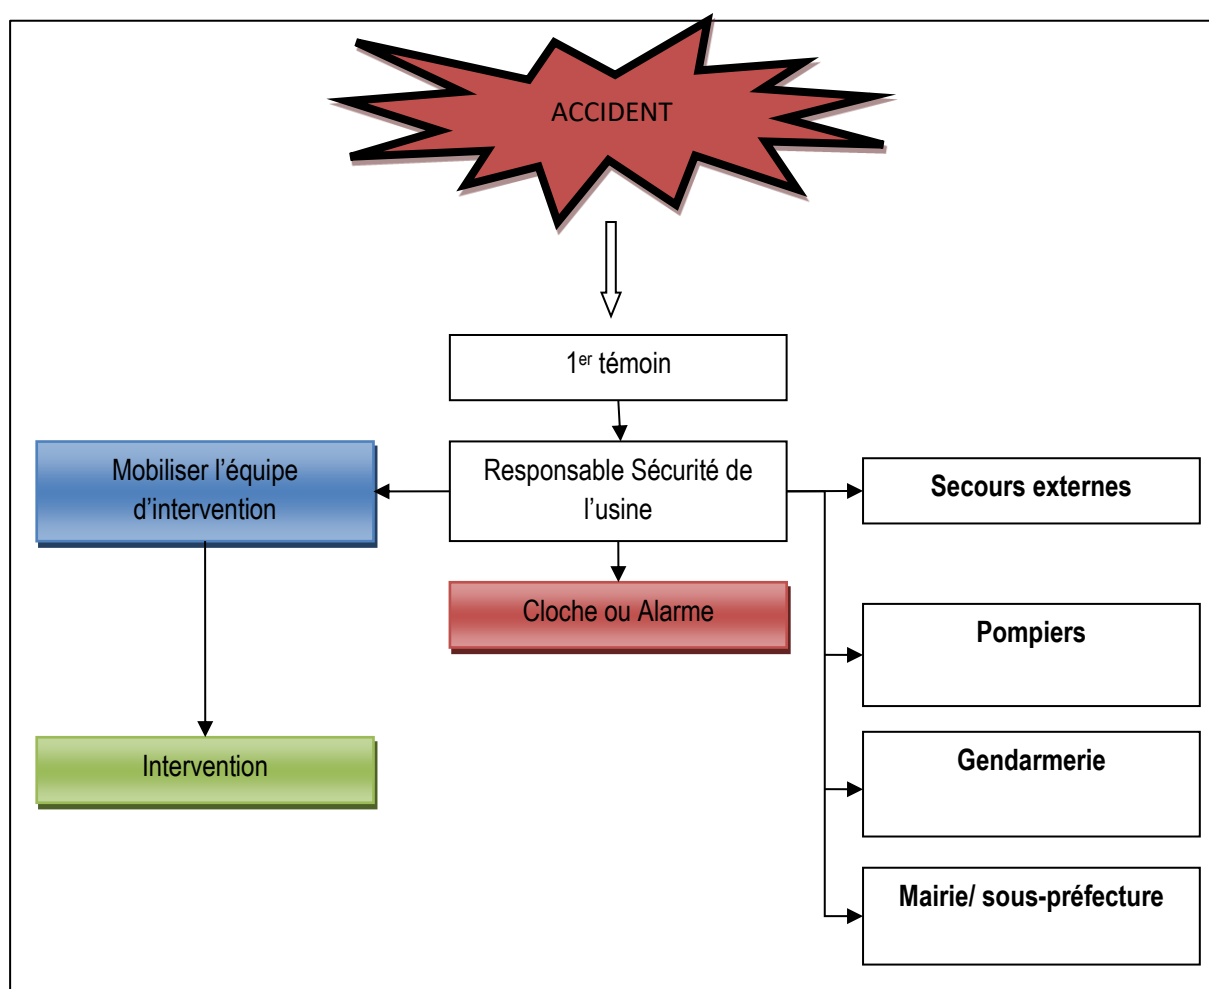 ACCIDENT
1er témoin
Mobiliser l’équipe
d’intervention
Responsable Sécurité de
l’usine
Secours externes
Cloche ou Alarme
Pompiers
Intervention
Gendarmerie
Mairie/ sous-préfecture